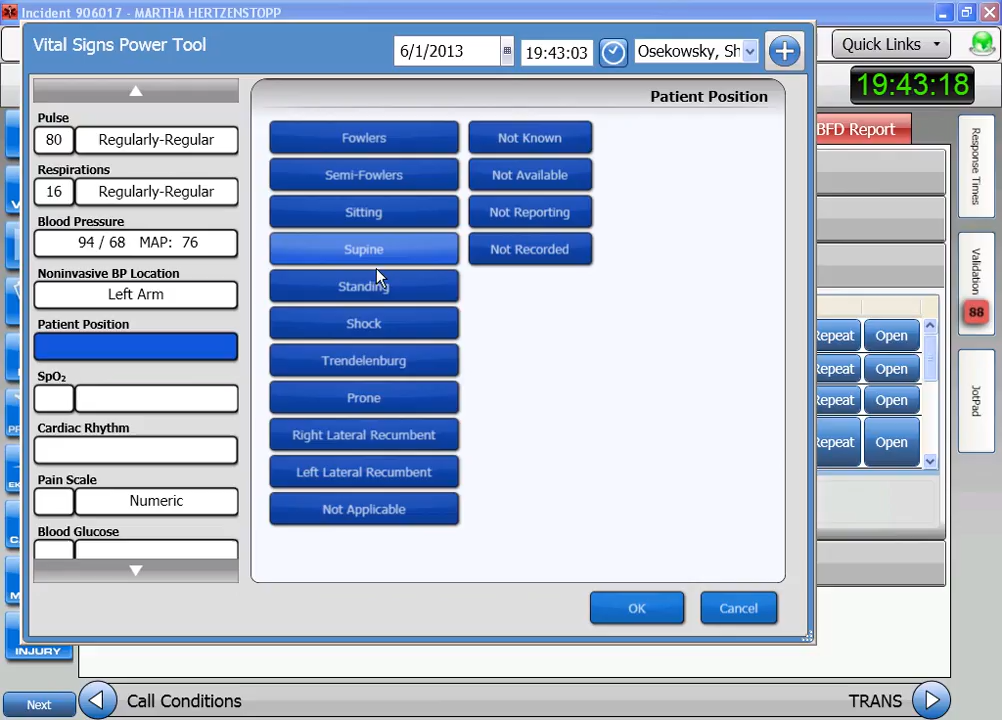 Incident 906017 - MARTHA HERTZENSTOPP
Vital Signs Power Tool
6/1/2013
19:43:03
Osekowsky, Sh
Quick Links
19:43:18
Pulse
80
Regularly-Regular
Respirations
16
Regularly-Regular
Blood Pressure
94 / 68 MAP: 76
Noninvasive BP Location
Left Arm
Patient Position
SpO₂
Cardiac Rhythm
Pain Scale
Numeric
Blood Glucose
Patient Position
Fowlers
Not Known
Semi-Fowlers
Not Available
Sitting
Not Reporting
Supine
Not Recorded
Standing
Shock
Trendelenburg
Prone
Right Lateral Recumbent
Left Lateral Recumbent
Not Applicable
OK
Cancel
BFD Report
Repeat
Open
Repeat
Open
Repeat
Open
Repeat
Open
Response Times
Validation
88
JotPad
INJURY
Next
Call Conditions
TRANS